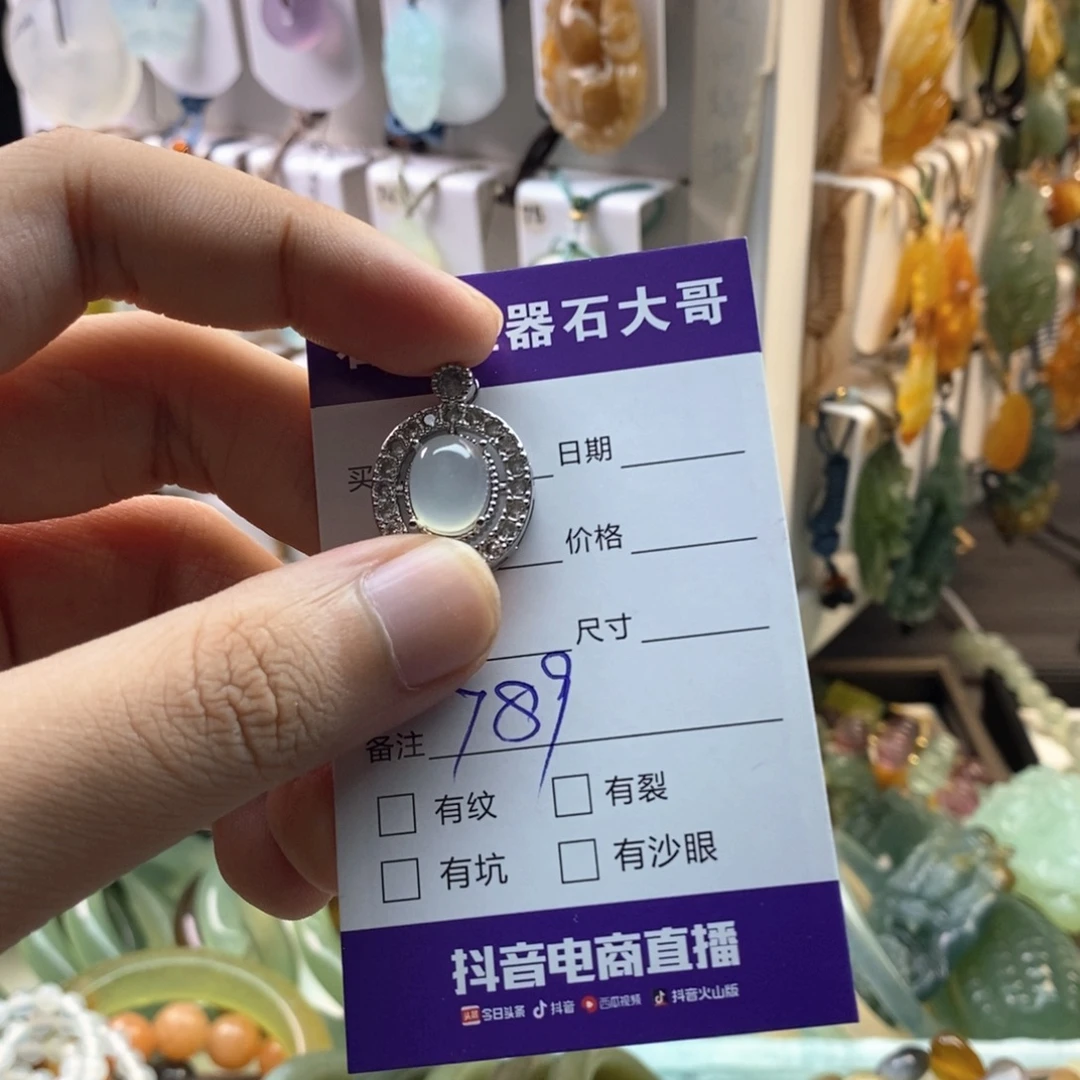 器石大哥
买 日期
价格
尺寸
备注 789
有纹 有裂
有坑 有沙眼
抖音电商直播
今日头条 抖音 西瓜视频 抖音火山版